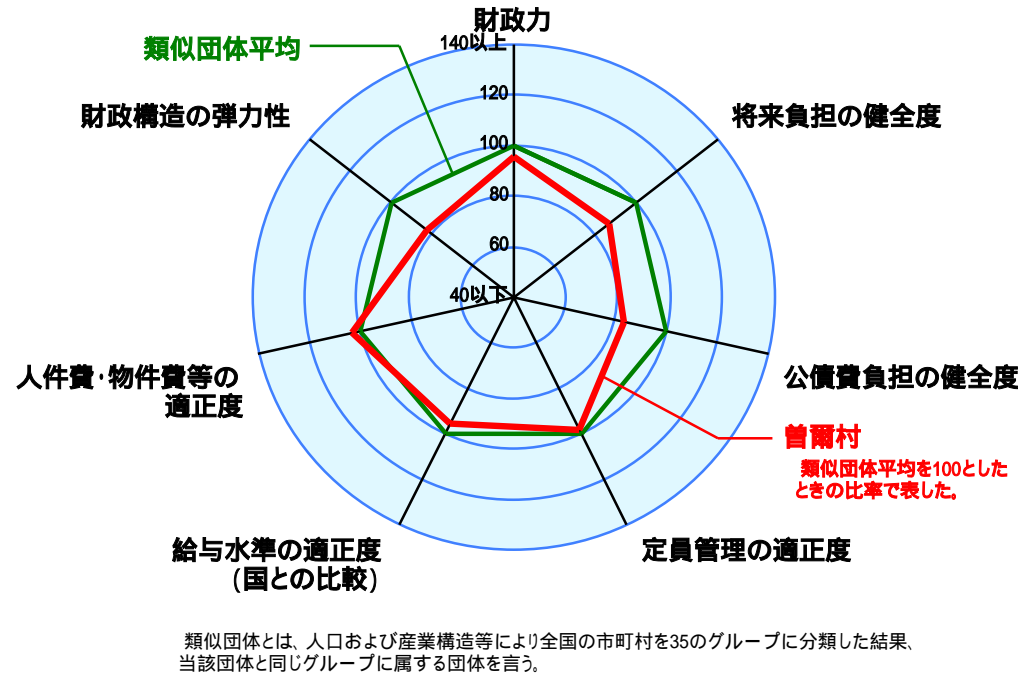 財政力
140以上
類似団体平均
120
財政構造の弾力性
将来負担の健全度
100
80
60
40以下
人件費・物件費等の
適正度
公債費負担の健全度
曽爾村
類似団体平均を100とした
ときの比率で表した。
給与水準の適正度
(国との比較)
定員管理の適正度
類似団体とは、人口および産業構造等により全国の市町村を35のグループに分類した結果、
当該団体と同じグループに属する団体を言う。